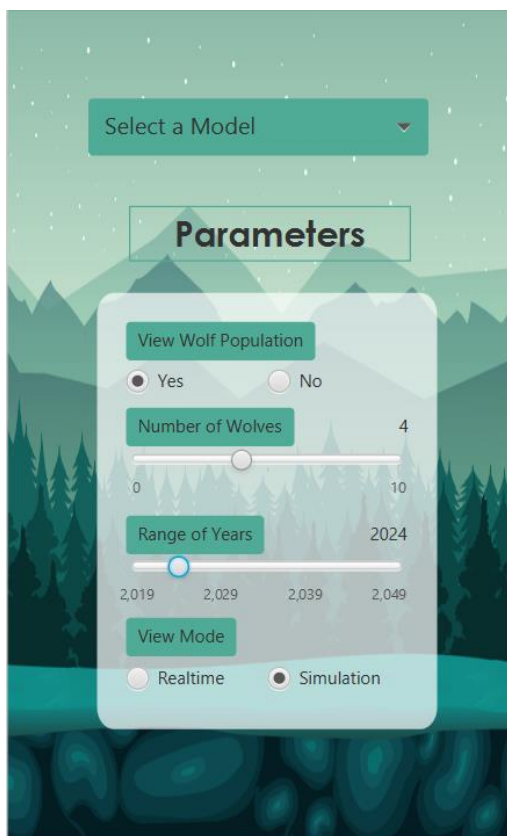 Select a Model
Parameters
View Wolf Population
Yes No
Number of Wolves 4
0 10
Range of Years 2024
2,019 2,029 2,039 2,049
View Mode
Realtime Simulation